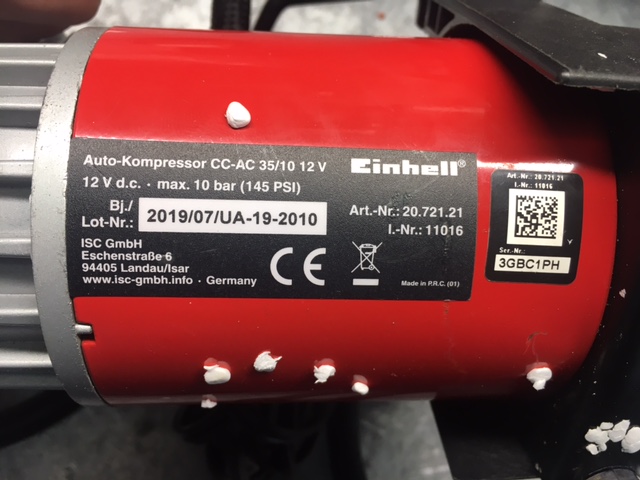 Auto-Kompressor CC-AC 35/10 12 V
Einhell®
12 V d.c. · max. 10 bar (145 PSI)
Bj./
Lot-Nr.: 2019/07/UA-19-2010
Art.-Nr.: 20.721.21
I.-Nr.: 11016
ISC GmbH
Eschenstraße 6
94405 Landau/Isar
www.isc-gmbh.info · Germany
CE
Made in P.R.C. (01)
Art.-Nr.: 20.721.21
I.-Nr.: 11016
Ser.-Nr.:
3GBC1PH